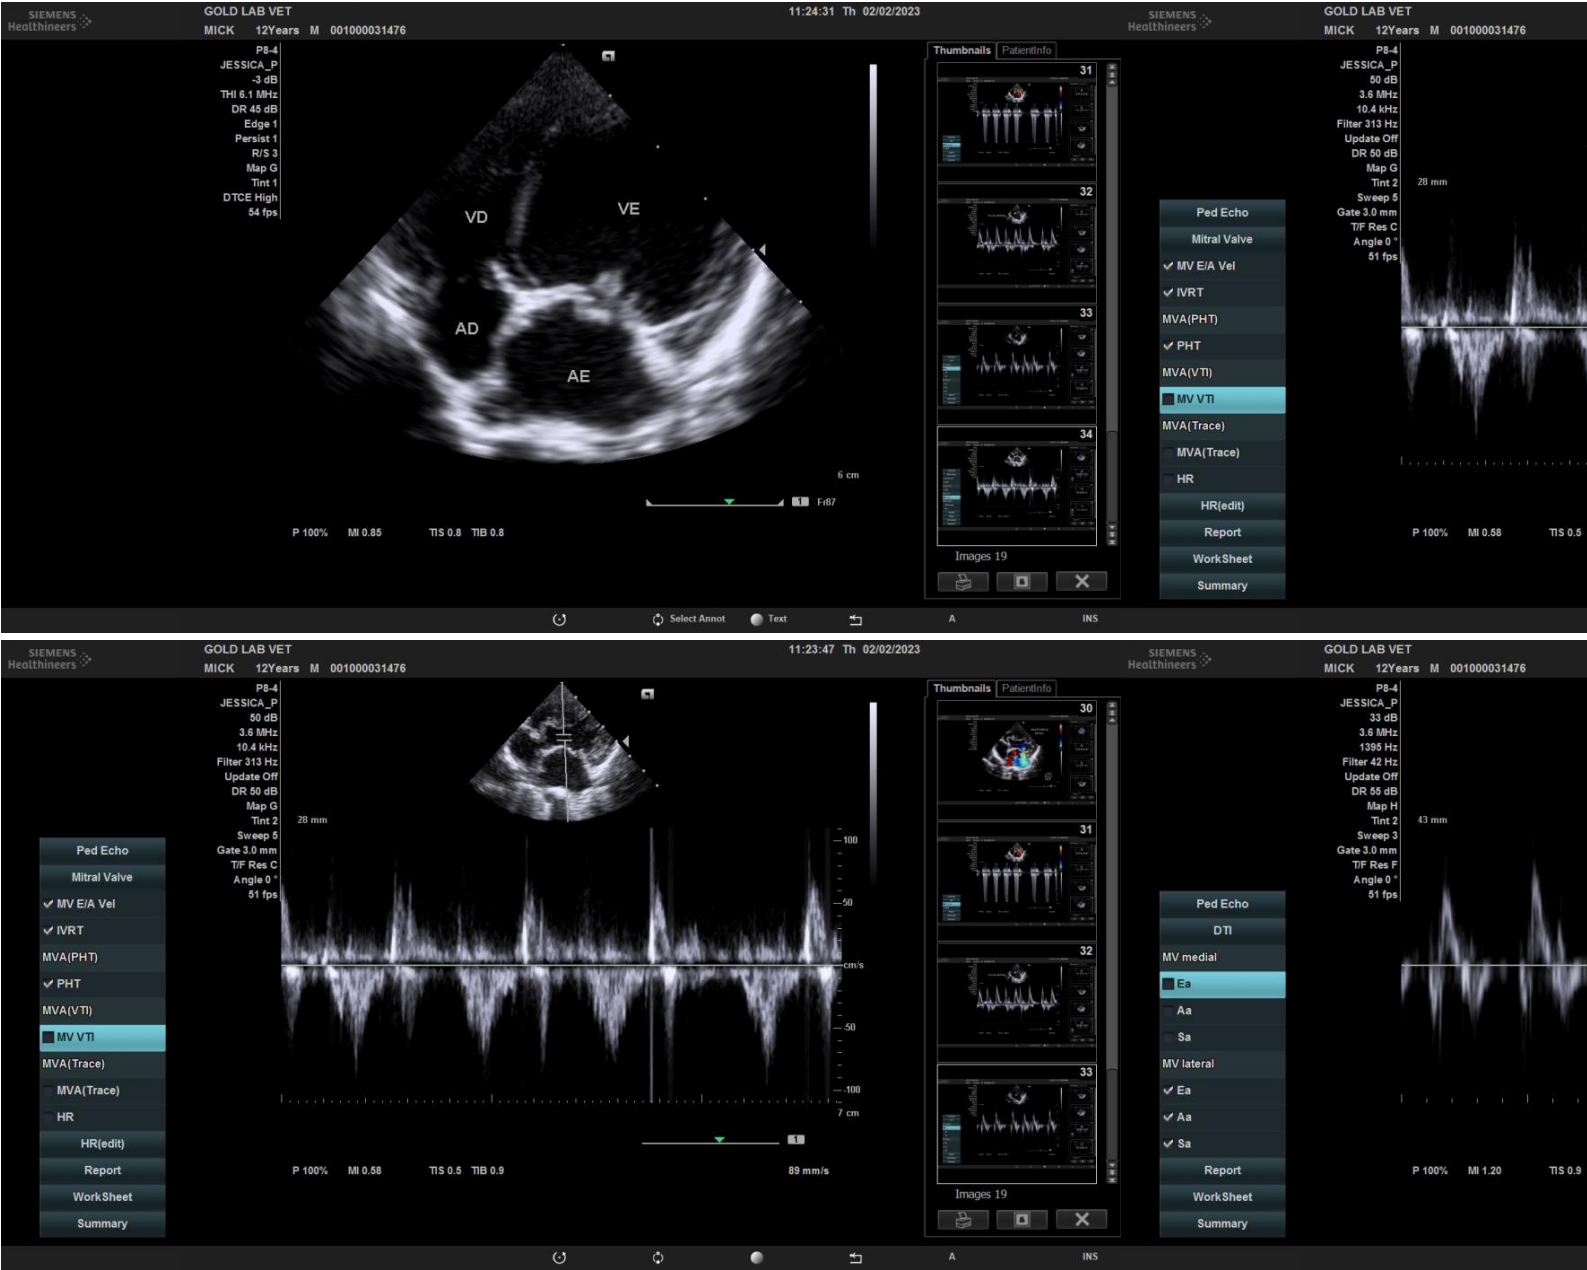 SIEMENS
Healthineers
GOLD LAB VET
MICK 12Years M 001000031476
11:24:31 Th 02/02/2023
P8-4
JESSICA_P
-3 dB
THI 6.1 MHz
DR 45 dB
Edge 1
Persist 1
R/S 3
Map G
Tint 1
DTCE High
54 fps
VD
VE
AD
AE
6 cm
1 Fr87
P 100% MI 0.85 TIS 0.8 TIB 0.8
Thumbnails PatientInfo
31
32
33
34
Images 19
Select Annot Text A INS
SIEMENS
Healthineers
GOLD LAB VET
MICK 12Years M 001000031476
P8-4
JESSICA_P
50 dB
3.6 MHz
10.4 kHz
Filter 313 Hz
Update Off
DR 50 dB
Map G
Tint 2
28 mm
Sweep 5
Gate 3.0 mm
T/F Res C
Angle 0 °
51 fps
Ped Echo
Mitral Valve
MV E/A Vel
IVRT
MVA(PHT)
PHT
MVA(VTI)
MV VTI
MVA(Trace)
MVA(Trace)
HR
HR(edit)
Report
WorkSheet
Summary
P 100% MI 0.58 TIS 0.5
SIEMENS
Healthineers
GOLD LAB VET
MICK 12Years M 001000031476
11:23:47 Th 02/02/2023
P8-4
JESSICA_P
50 dB
3.6 MHz
10.4 kHz
Filter 313 Hz
Update Off
DR 50 dB
Map G
Tint 2
28 mm
Sweep 5
Gate 3.0 mm
T/F Res C
Angle 0 °
51 fps
Ped Echo
Mitral Valve
MV E/A Vel
IVRT
MVA(PHT)
PHT
MVA(VTI)
MV VTI
MVA(Trace)
MVA(Trace)
HR
HR(edit)
Report
WorkSheet
Summary
100
50
cm/s
-50
-100
7 cm
1
P 100% MI 0.58 TIS 0.5 TIB 0.9
89 mm/s
Thumbnails PatientInfo
30
31
32
33
Images 19
A INS
SIEMENS
Healthineers
GOLD LAB VET
MICK 12Years M 001000031476
P8-4
JESSICA_P
33 dB
3.6 MHz
1395 Hz
Filter 42 Hz
Update Off
DR 55 dB
Map H
Tint 2
43 mm
Sweep 3
Gate 3.0 mm
T/F Res F
Angle 0 °
51 fps
Ped Echo
DTI
MV medial
Ea
Aa
Sa
MV lateral
Ea
Aa
Sa
Report
WorkSheet
Summary
P 100% MI 1.20 TIS 0.9